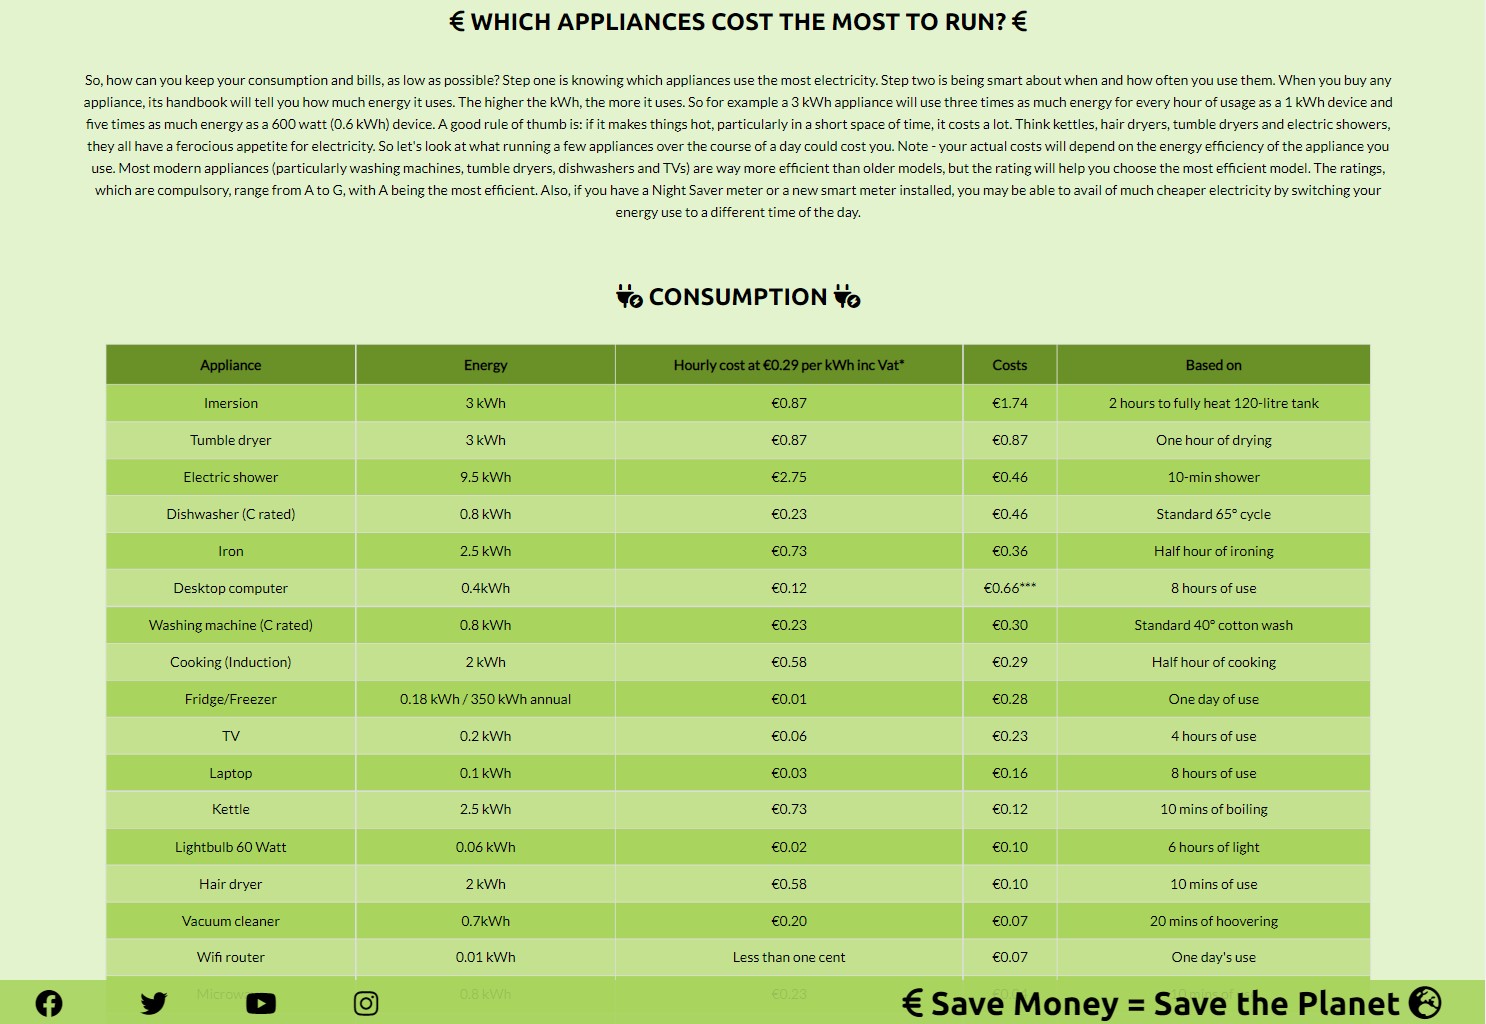 € WHICH APPLIANCES COST THE MOST TO RUN? €
So, how can you keep your consumption and bills, as low as possible? Step one is knowing which appliances use the most electricity. Step two is being smart about when and how often you use them. When you buy any
appliance, its handbook will tell you how much energy it uses. The higher the kWh, the more it uses. So for example a 3 kWh appliance will use three times as much energy for every hour of usage as a 1 kWh device and
five times as much energy as a 600 watt (0.6 kWh) device. A good rule of thumb is: if it makes things hot, particularly in a short space of time, it costs a lot. Think kettles, hair dryers, tumble dryers and electric showers,
they all have a ferocious appetite for electricity. So let's look at what running a few appliances over the course of a day could cost you. Note - your actual costs will depend on the energy efficiency of the appliance you
use. Most modern appliances (particularly washing machines, tumble dryers, dishwashers and TVs) are way more efficient than older models, but the rating will help you choose the most efficient model. The ratings,
which are compulsory, range from A to G, with A being the most efficient. Also, if you have a Night Saver meter or a new smart meter installed, you may be able to avail of much cheaper electricity by switching your
energy use to a different time of the day.
CONSUMPTION
Appliance Energy Hourly cost at €0.29 per kWh inc Vat* Costs Based on
Imersion 3 kWh €0.87 €1.74 2 hours to fully heat 120-litre tank
Tumble dryer 3 kWh €0.87 €0.87 One hour of drying
Electric shower 9.5 kWh €2.75 €0.46 10-min shower
Dishwasher (C rated) 0.8 kWh €0.23 €0.46 Standard 65° cycle
Iron 2.5 kWh €0.73 €0.36 Half hour of ironing
Desktop computer 0.4kWh €0.12 €0.66*** 8 hours of use
Washing machine (C rated) 0.8 kWh €0.23 €0.30 Standard 40° cotton wash
Cooking (Induction) 2 kWh €0.58 €0.29 Half hour of cooking
Fridge/Freezer 0.18 kWh / 350 kWh annual €0.01 €0.28 One day of use
TV 0.2 kWh €0.06 €0.23 4 hours of use
Laptop 0.1 kWh €0.03 €0.16 8 hours of use
Kettle 2.5 kWh €0.73 €0.12 10 mins of boiling
Lightbulb 60 Watt 0.06 kWh €0.02 €0.10 6 hours of light
Hair dryer 2 kWh €0.58 €0.10 10 mins of use
Vacuum cleaner 0.7kWh €0.20 €0.07 20 mins of hoovering
Wifi router 0.01 kWh Less than one cent €0.07 One day's use
0.8 kWh €0.23
€ Save Money = Save the Planet